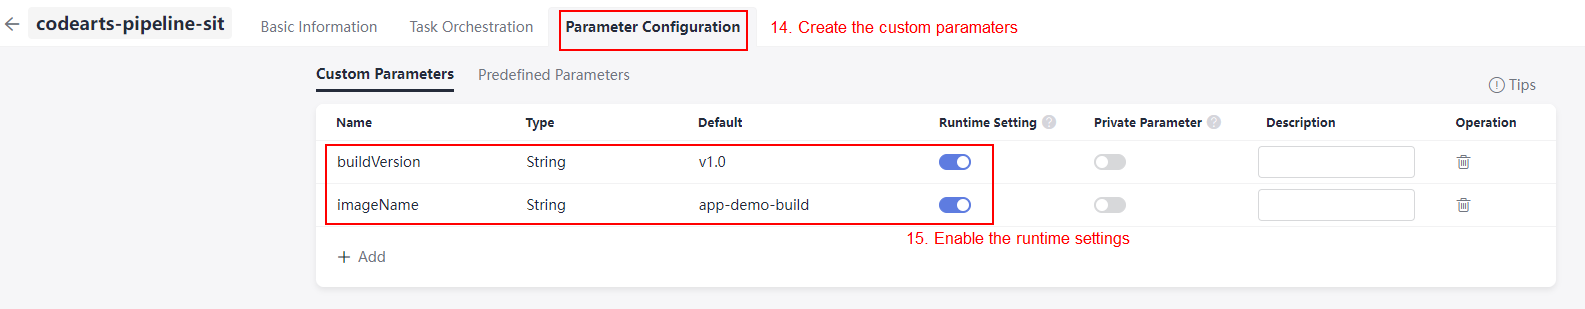 codearts-pipeline-sit Basic Information Task Orchestration Parameter Configuration 14. Create the custom paramaters
Custom Parameters Predefined Parameters
Tips
Name Type Default Runtime Setting Private Parameter Description Operation
buildVersion String v1.0
imageName String app-demo-build
15. Enable the runtime settings
+ Add